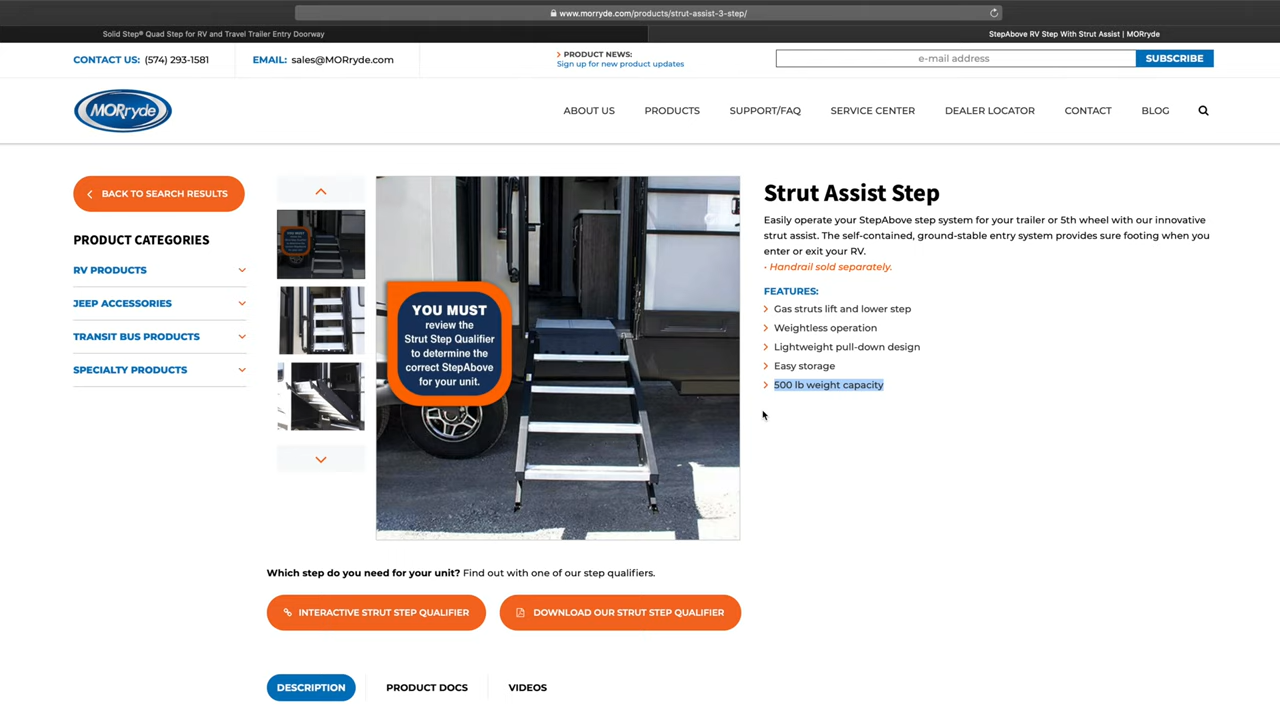 www.morryde.com/products/strut-assist-3-step/
Solid Step® Quad Step for RV and Travel Trailer Entry Doorway
StepAbove RV Step With Strut Assist | MORryde
CONTACT US: (574) 293-1581
EMAIL: sales@MORryde.com
PRODUCT NEWS:
Sign up for new product updates
e-mail address
SUBSCRIBE
MORryde
ABOUT US
PRODUCTS
SUPPORT/FAQ
SERVICE CENTER
DEALER LOCATOR
CONTACT
BLOG
BACK TO SEARCH RESULTS
PRODUCT CATEGORIES
RV PRODUCTS
JEEP ACCESSORIES
TRANSIT BUS PRODUCTS
SPECIALTY PRODUCTS
YOU MUST
review the
Strut Step Qualifier
to determine the
correct StepAbove
for your unit.
Strut Assist Step
Easily operate your StepAbove step system for your trailer or 5th wheel with our innovative
strut assist. The self-contained, ground-stable entry system provides sure footing when you
enter or exit your RV.
• Handrail sold separately.
FEATURES:
Gas struts lift and lower step
Weightless operation
Lightweight pull-down design
Easy storage
500 lb weight capacity
Which step do you need for your unit? Find out with one of our step qualifiers.
INTERACTIVE STRUT STEP QUALIFIER
DOWNLOAD OUR STRUT STEP QUALIFIER
DESCRIPTION
PRODUCT DOCS
VIDEOS